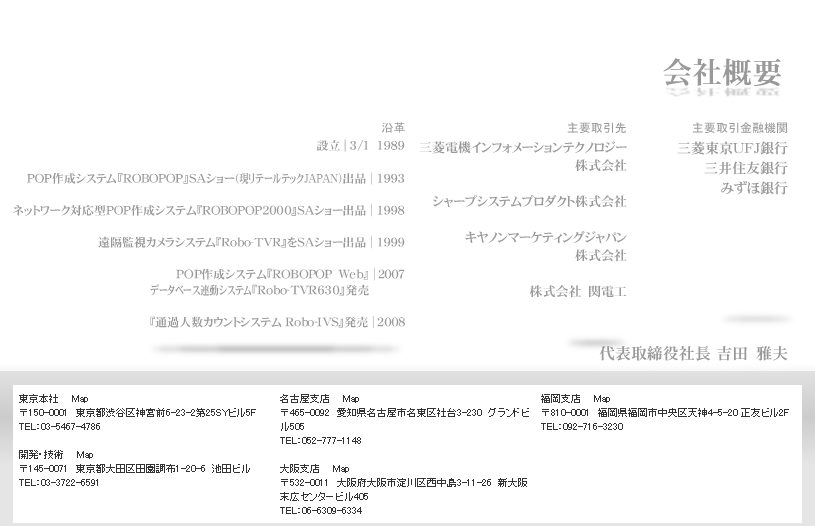 会社概要
沿革
設立｜3/1 1989
POP作成システム『ROBOPOP』SAショー（現リテールテックJAPAN）出品｜1993
ネットワーク対応型POP作成システム『ROBOPOP2000』SAショー出品｜1998
遠隔監視カメラシステム『Robo-TVR』をSAショー出品｜1999
POP作成システム『ROBOPOP Web』｜2007
データベース連動システム『Robo-TVR630』発売
『通過人数カウントシステム Robo-IVS』発売｜2008
主要取引先
三菱電機インフォメーションテクノロジー
株式会社
シャープシステムプロダクト株式会社
キヤノンマーケティングジャパン
株式会社
株式会社 関電工
主要取引金融機関
三菱東京UFJ銀行
三井住友銀行
みずほ銀行
代表取締役社長 吉田 雅夫
東京本社 Map
〒150-0001 東京都渋谷区神宮前6-23-2第25SYビル5F
TEL:03-5467-4786
開発・技術 Map
〒145-0071 東京都大田区田園調布1-20-6 池田ビル
TEL:03-3722-6591
名古屋支店 Map
〒465-0092 愛知県名古屋市名東区社台3-230 グランドビ
ル505
TEL:052-777-1148
大阪支店 Map
〒532-0011 大阪府大阪市淀川区西中島3-11-26 新大阪
末広センタービル405
TEL:06-6309-6334
福岡支店 Map
〒810-0001 福岡県福岡市中央区天神4-5-20 正友ビル2F
TEL:092-716-3230